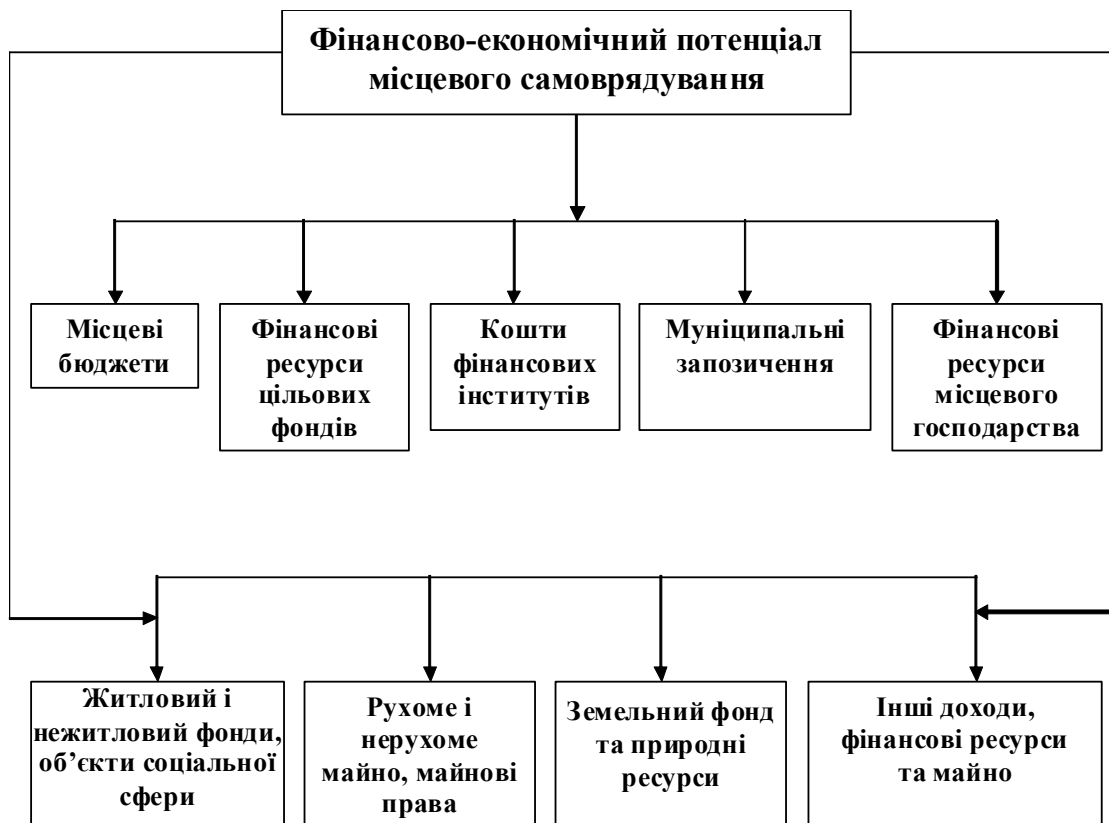 Фінансово-економічний потенціал
місцевого самоврядування
Місцеві
бюджети
Фінансові
ресурси
цільових
фондів
Кошти
фінансових
інститутів
Муніципальні
запозичення
Фінансові
ресурси
місцевого
господарства
Житловий і
нежитловий фонди,
об’єкти соціальної
сфери
Рухоме і
нерухоме
майно, майнові
права
Земельний фонд
та природні
ресурси
Інші доходи,
фінансові ресурси
та майно